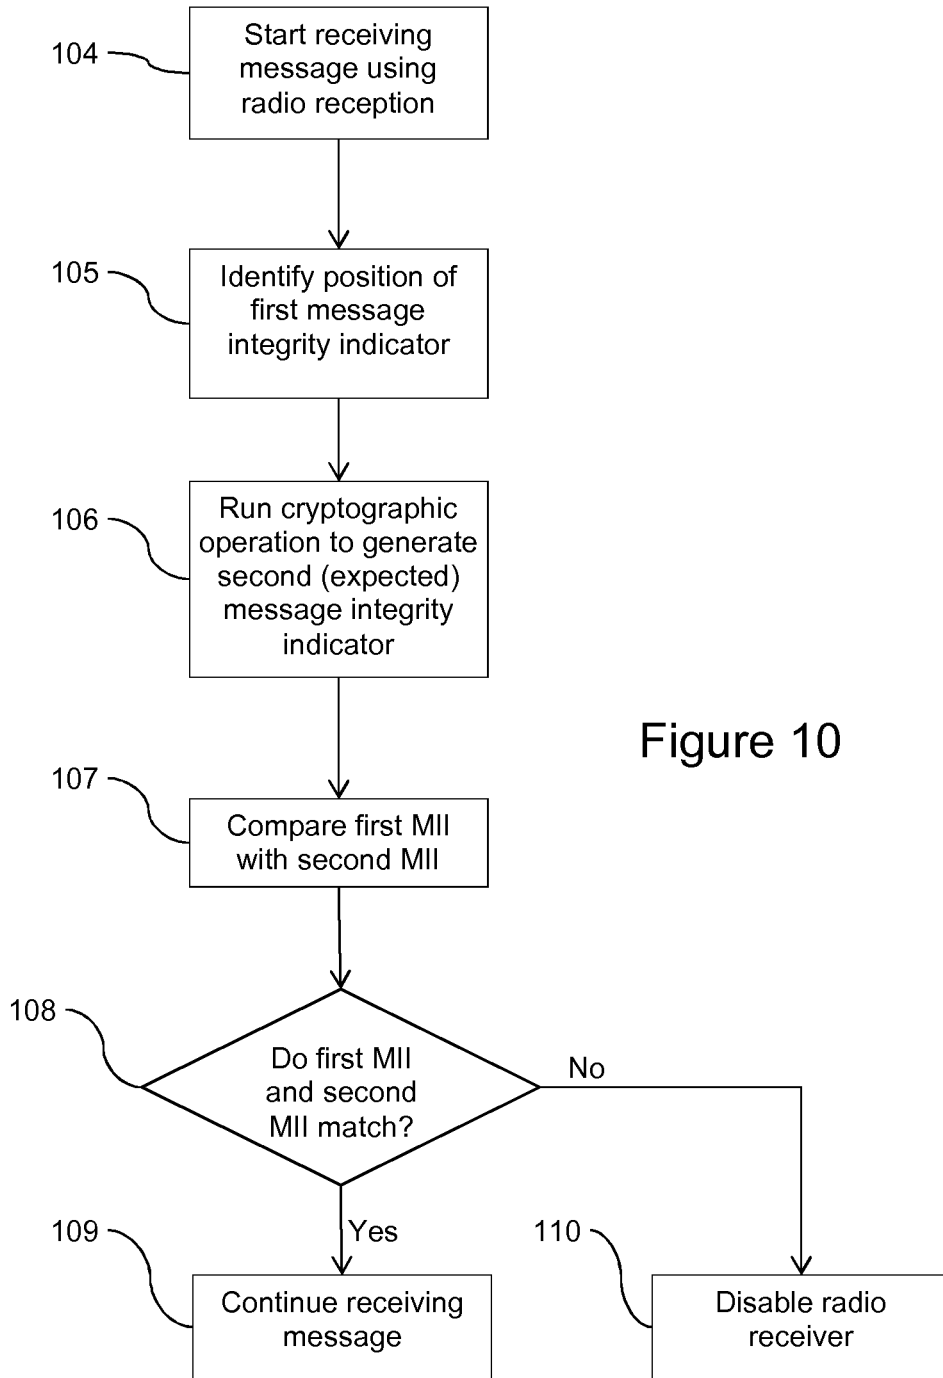 104
Start receiving
message using
radio reception
105
Identify position of
first message
integrity indicator
106
Run cryptographic
operation to generate
second (expected)
message integrity
indicator
Figure 10
107
Compare first MII
with second MII
108
Do first MII
and second
MII match?
No
Yes
109
Continue receiving
message
110
Disable radio
receiver